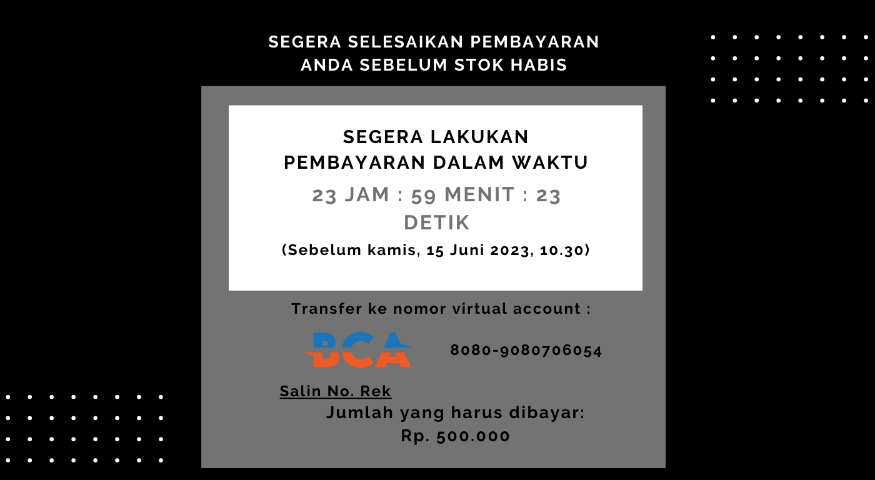 SEGERA SELESAIKAN PEMBAYARAN
ANDA SEBELUM STOK HABIS
SEGERA LAKUKAN
PEMBAYARAN DALAM WAKTU
23 JAM : 59 MENIT : 23
DETIK
(Sebelum kamis, 15 Juni 2023, 10.30)
Transfer ke nomor virtual account :
BCA 8080-9080706054
Salin No. Rek
Jumlah yang harus dibayar:
Rp. 500.000